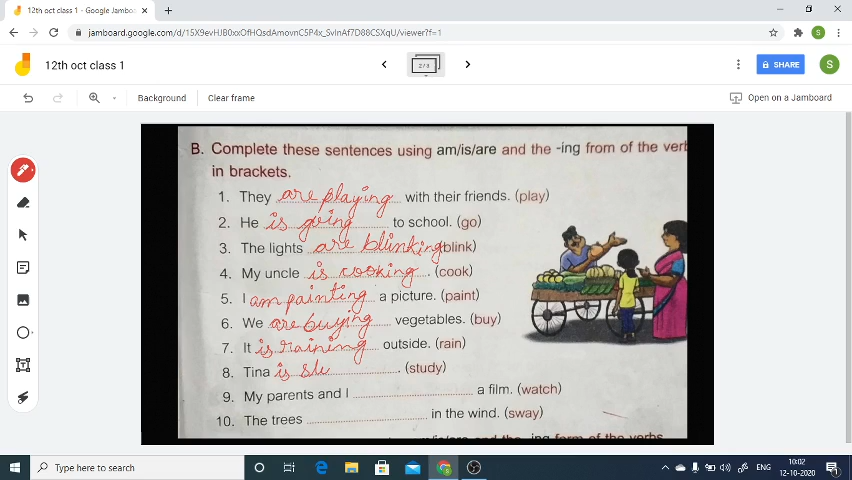 12th oct class 1
jamboard.google.com/d/15X9evHJB0xxOfHQsdAmovnC5P4x_SvInAf7D88CSXqU/viewer?f=1
S
12th oct class 1
2/3
SHARE
S
Background
Clear frame
Open on a Jamboard
B. Complete these sentences using am/is/are and the -ing from of the verb
in brackets.
1. They are playing with their friends. (play)
2. He is going to school. (go)
3. The lights are blinking (blink)
4. My uncle is cooking. (cook)
5. I am painting a picture. (paint)
6. We are buying vegetables. (buy)
7. It is raining outside. (rain)
8. Tina is stu. (study)
9. My parents and I a film. (watch)
10. The trees in the wind. (sway)
Type here to search
ENG
10:02
12-10-2020